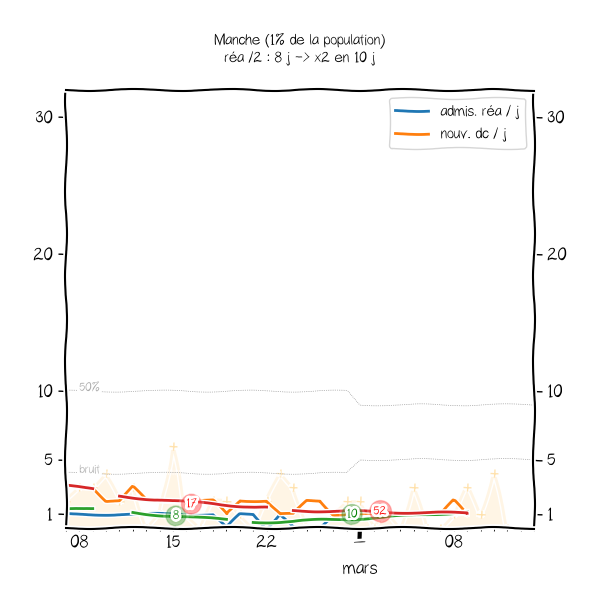 Manche (1% de la population)
réa /2 : 8 j -> x2 en 10 j
admis. réa / j
nouv. dc / j
30 30
20 20
10 10
50%
5 5
bruit
1 1
17
8
10
52
08 15 22 1 08
mars